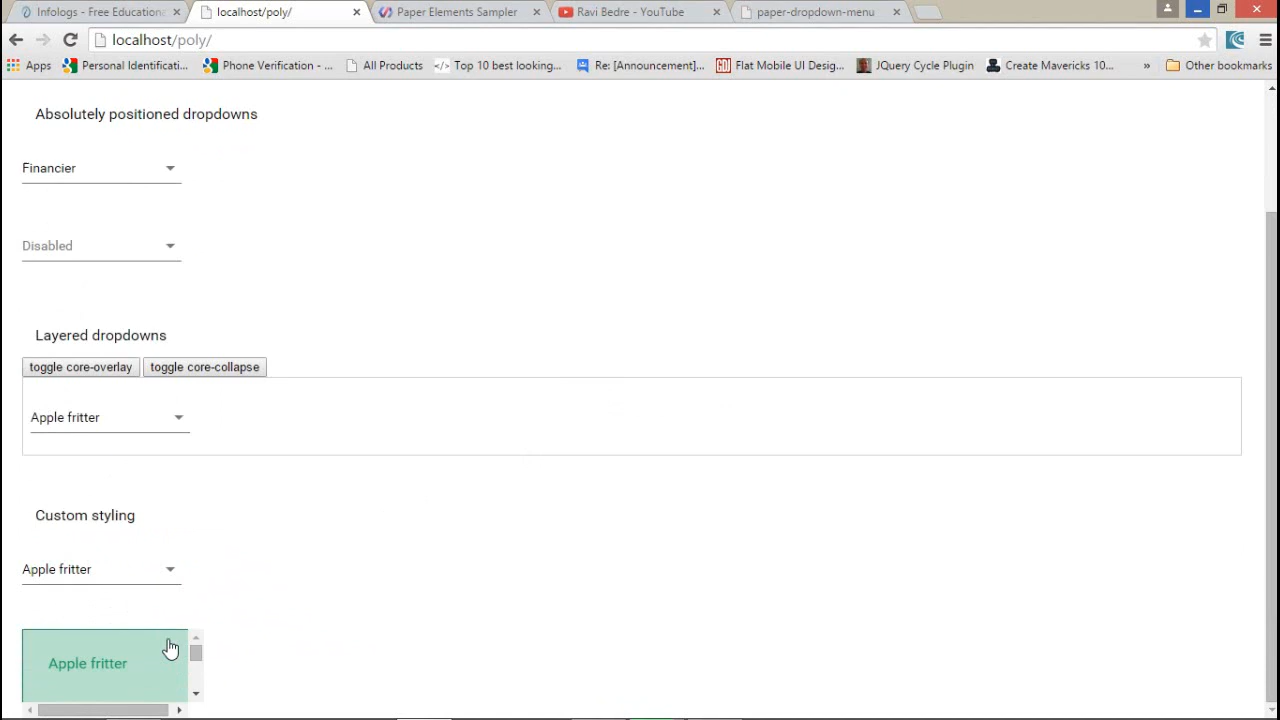 Infologs - Free Education
localhost/poly/
Paper Elements Sampler
Ravi Bedre - YouTube
paper-dropdown-menu
localhost/poly/
Apps
Personal Identificati...
Phone Verification - ...
All Products
Top 10 best looking...
Re: [Announcement]...
Flat Mobile UI Desig...
JQuery Cycle Plugin
Create Mavericks 10...
»
Other bookmarks
Absolutely positioned dropdowns
Financier
Disabled
Layered dropdowns
toggle core-overlay
toggle core-collapse
Apple fritter
Custom styling
Apple fritter
Apple fritter